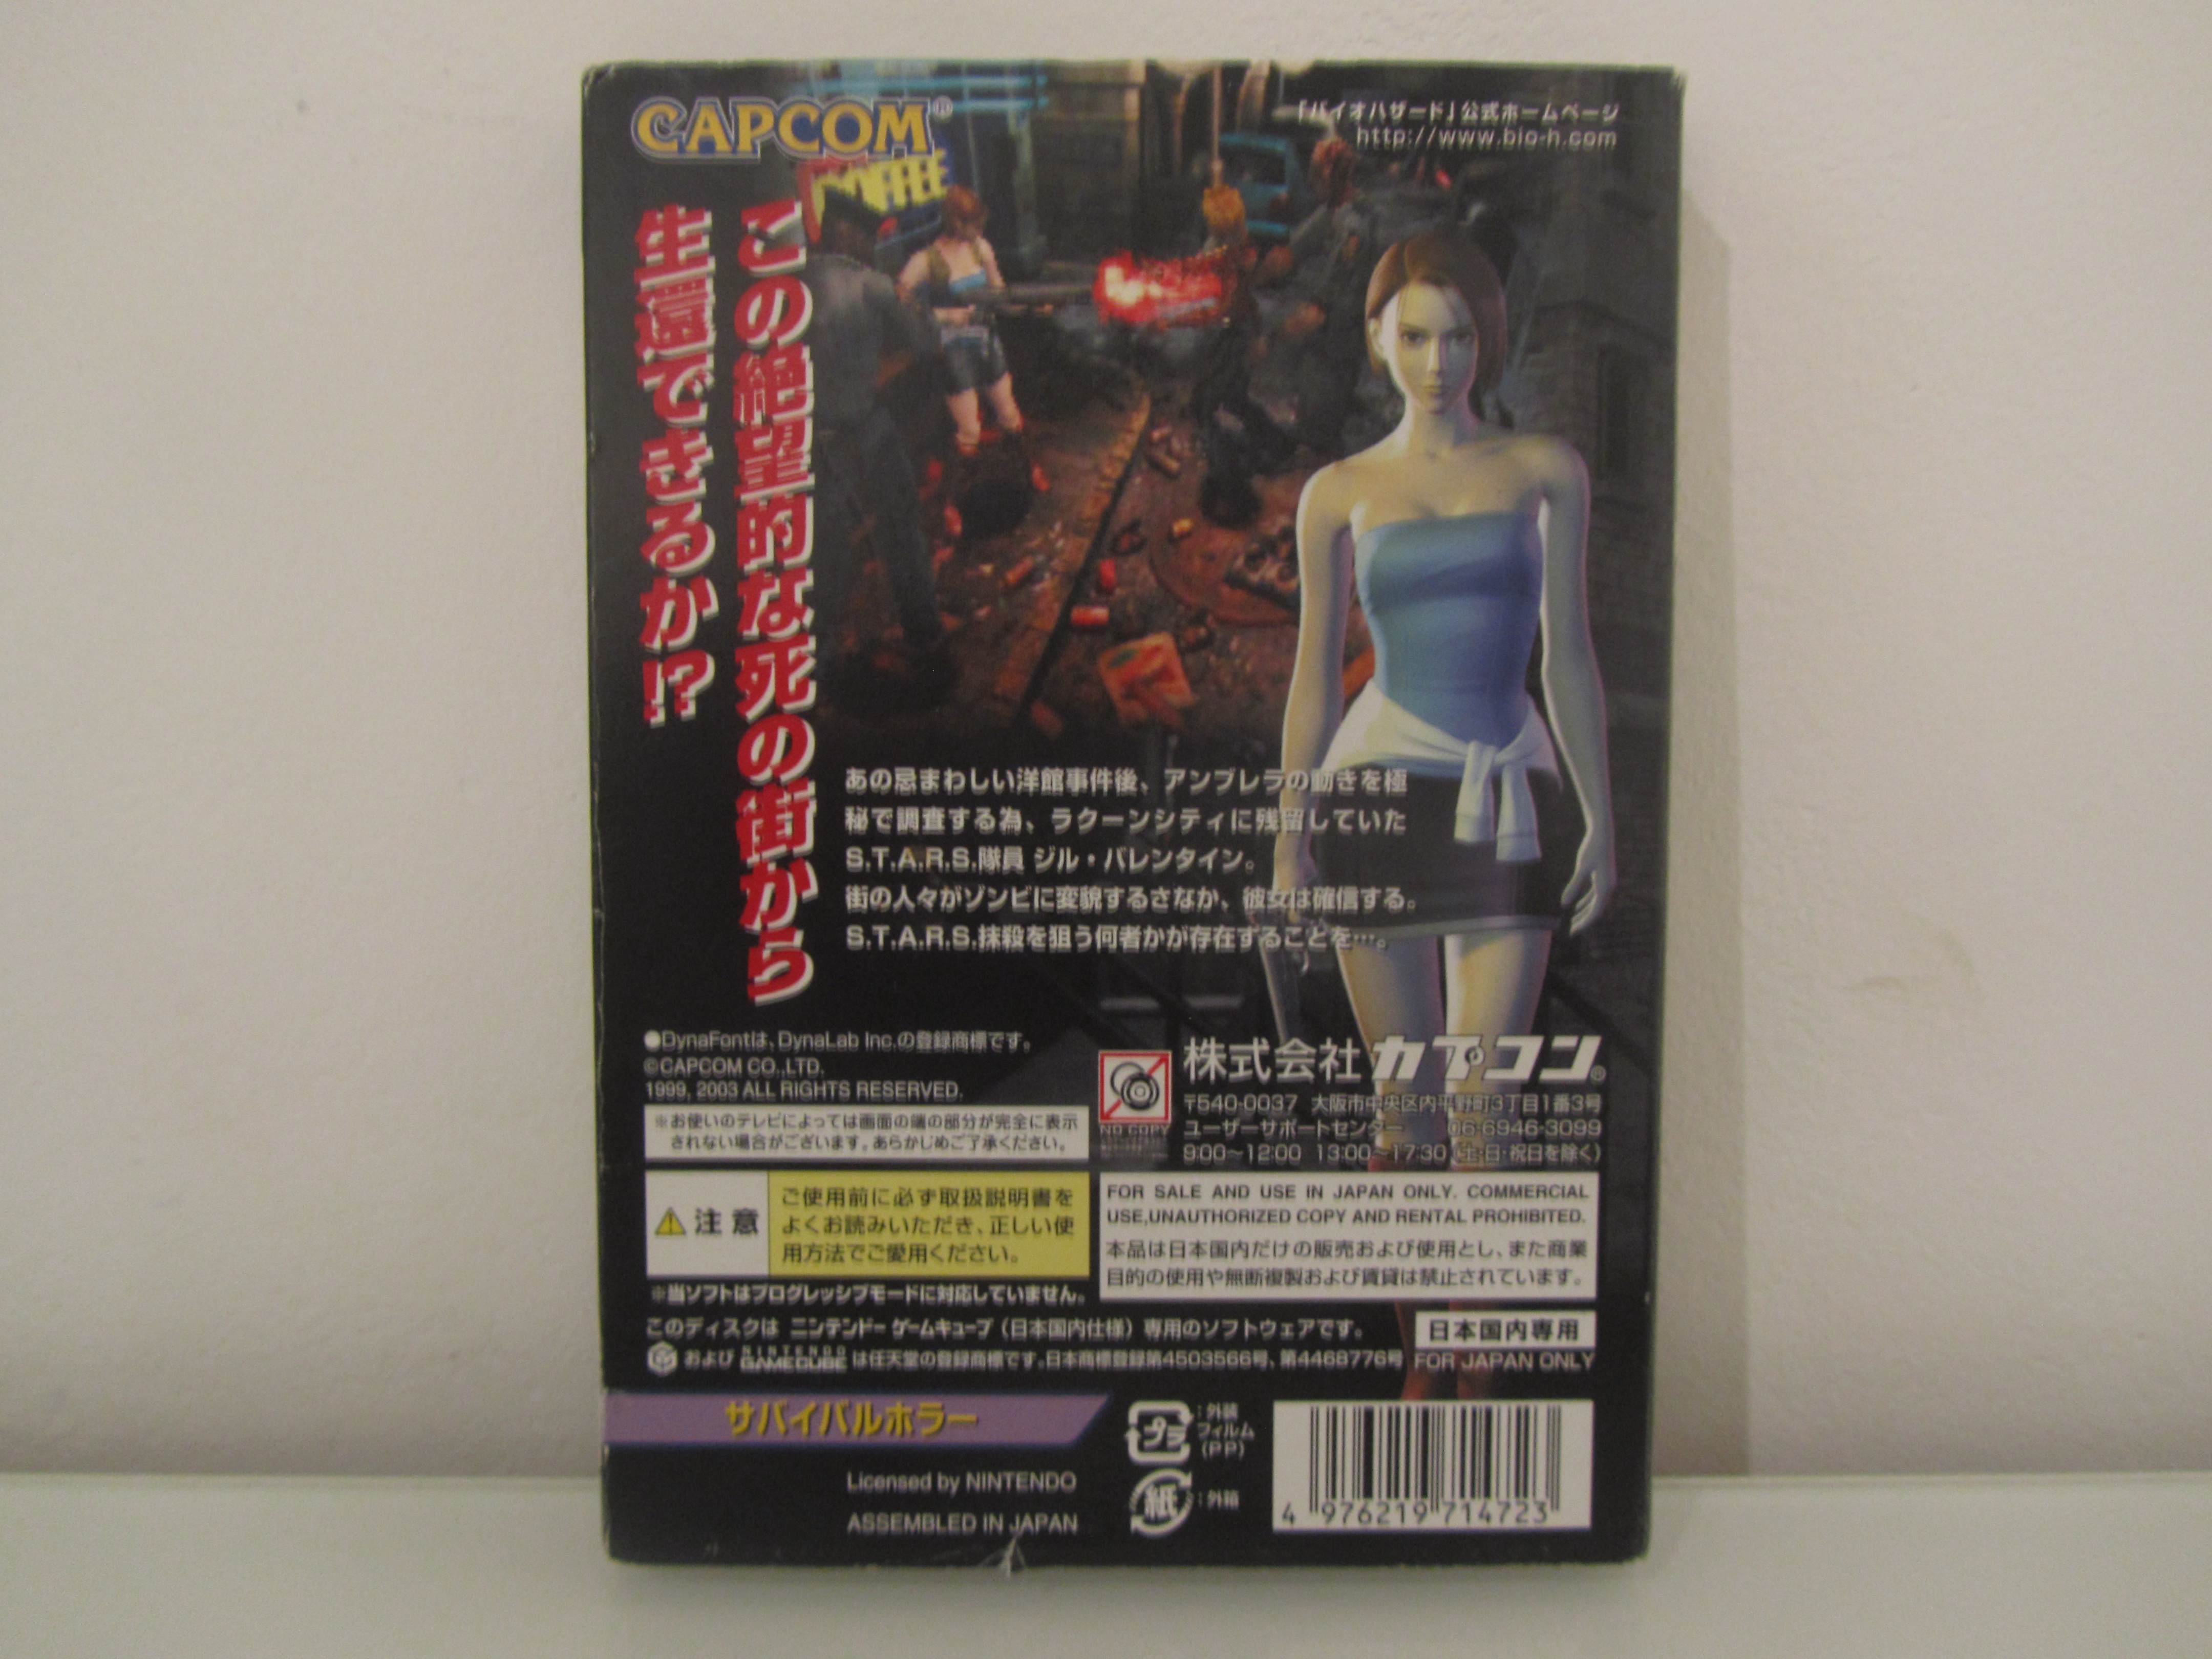 CAPCOM®
「バイオハザード」公式ホームページ
http://www.bio-h.com
COFFEE
この絶望的な死の街から
生還できるか!?
あの忌まわしい洋館事件後、アンブレラの動きを極
秘で調査する為、ラクーンシティに残留していた
S.T.A.R.S.隊員 ジル・バレンタイン。
街の人々がゾンビに変貌するさなか、彼女は確信する。
S.T.A.R.S.抹殺を狙う何者かが存在することを…。
●DynaFontは、DynaLab Inc.の登録商標です。
©CAPCOM CO.,LTD.
1999, 2003 ALL RIGHTS RESERVED.
※お使いのテレビによっては画面の端の部分が完全に表示
されない場合がございます。あらかじめご了承ください。
注意
ご使用前に必ず取扱説明書を
よくお読みいただき、正しい使
用方法でご愛用ください。
※当ソフトはプログレッシブモードに対応していません。
NO COPY
株式会社カプコン®
〒540-0037 大阪市中央区内平野町3丁目1番3号
ユーザーサポートセンター 06-6946-3099
9:00〜12:00 13:00〜17:30（土・日・祝日を除く）
FOR SALE AND USE IN JAPAN ONLY. COMMERCIAL
USE,UNAUTHORIZED COPY AND RENTAL PROHIBITED.
本品は日本国内だけの販売および使用とし、また商業
目的の使用や無断複製および賃貸は禁止されています。
このディスクは ニンテンドーゲームキューブ（日本国内仕様）専用のソフトウェアです。
および NINTENDO GAMECUBE は任天堂の登録商標です。日本商標登録第4503566号、第4468776号
日本国内専用
FOR JAPAN ONLY
サバイバルホラー
Licensed by NINTENDO
ASSEMBLED IN JAPAN
プラ
：外装
フィルム
(PP)
紙
：外箱
4 976219 714723